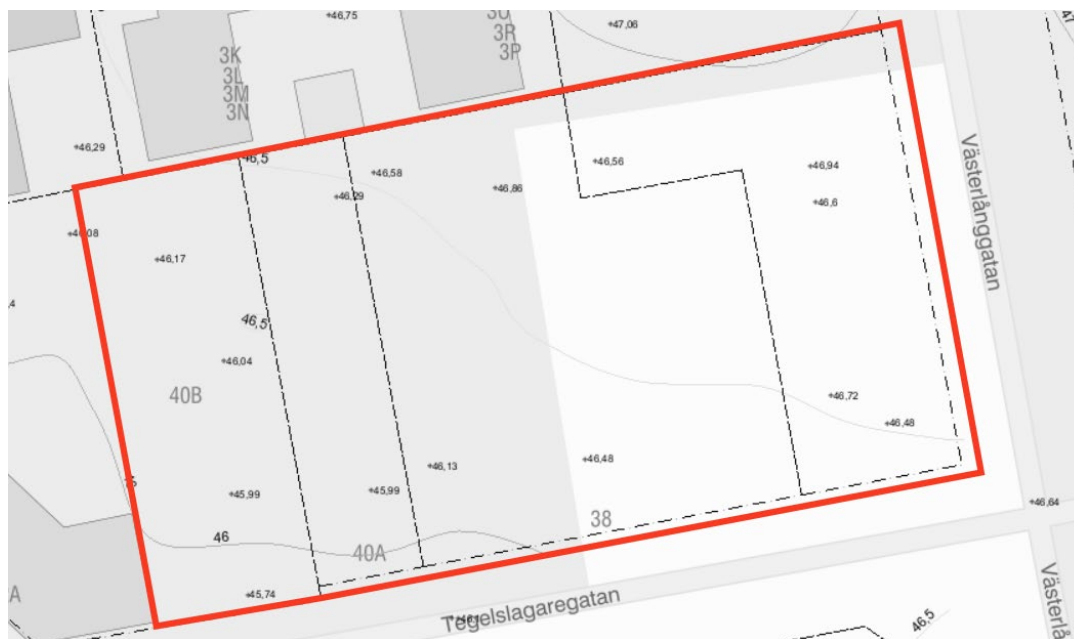 +46,75
3R
3P
+47,06
47
3K
3L
3M
3N
+46,29
46,5
+46,58
+46,29
+46,86
+46,56
+46,94
+46,6
Västerlånggatan
+46,08
+46,17
46,5
+46,04
40B
+46,72
+46,48
+46,13
+46,48
+45,99
+45,99
46
38
40A
+46,64
+45,74
Tegelslagaregatan
46,5
Västerlå
A